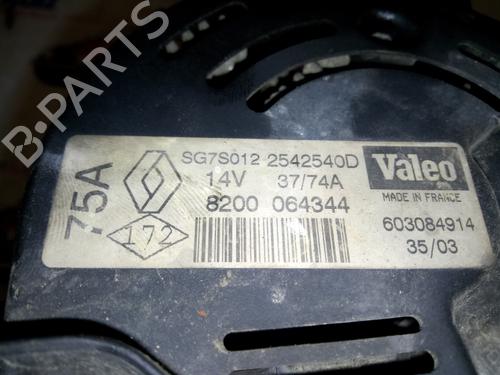 B-PARTS
75A
172
SG7S012 2542540D
14V 37/74A
8200 064344
Valeo
MADE IN FRANCE
603084914
35/03